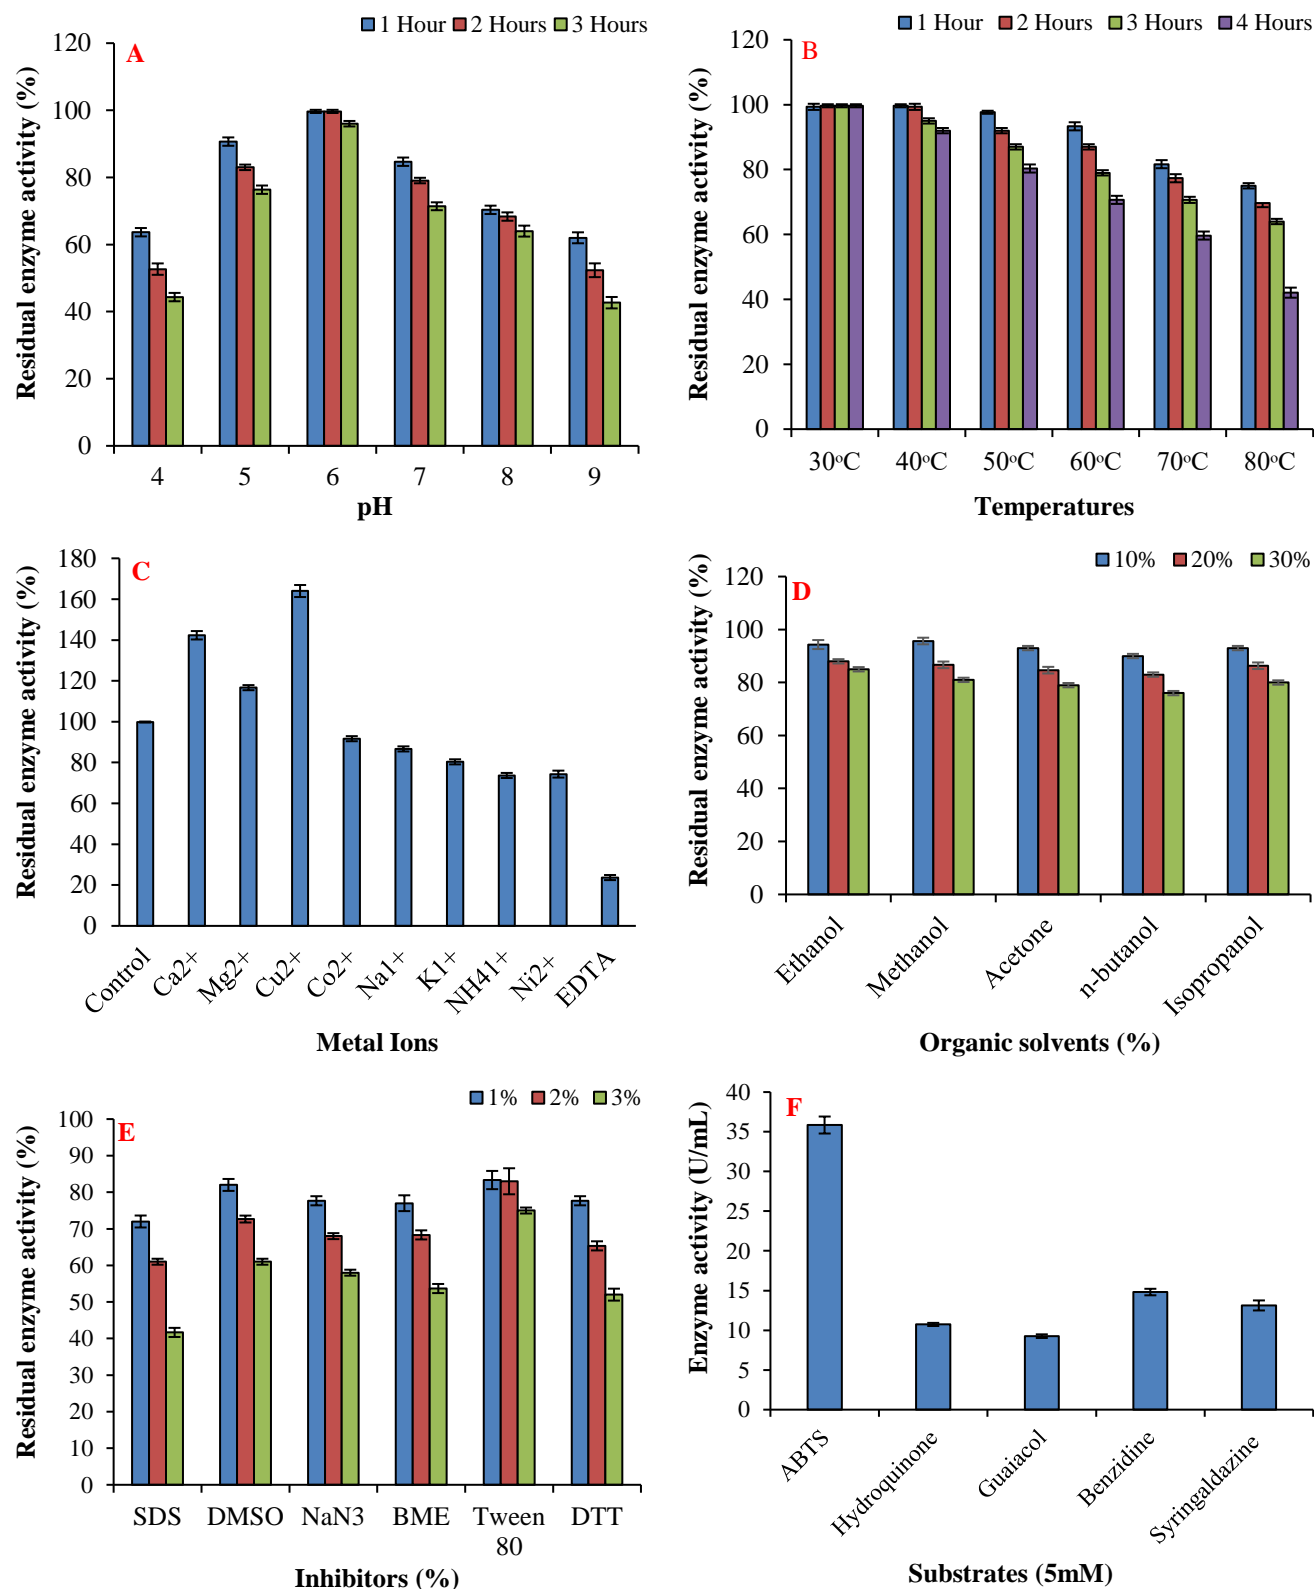 A
1 Hour 2 Hours 3 Hours
Residual enzyme activity (%)
120
100
80
60
40
20
0
4 5 6 7 8 9
pH
B
1 Hour 2 Hours 3 Hours 4 Hours
Residual enzyme activity (%)
120
100
80
60
40
20
0
30°C 40°C 50°C 60°C 70°C 80°C
Temperatures
C
Residual enzyme activity (%)
180
160
140
120
100
80
60
40
20
0
Control Ca2+ Mg2+ Cu2+ Co2+ Na1+ K1+ NH41+ Ni2+ EDTA
Metal Ions
D
10% 20% 30%
Residual enzyme activity (%)
120
100
80
60
40
20
0
Ethanol Methanol Acetone n-butanol Isopropanol
Organic solvents (%)
E
1% 2% 3%
Residual enzyme activity (%)
100
90
80
70
60
50
40
30
20
10
0
SDS DMSO NaN3 BME Tween DTT
80
Inhibitors (%)
F
Enzyme activity (U/mL)
40
35
30
25
20
15
10
5
0
ABTS Hydroquinone Guaiacol Benzidine Syringaldazine
Substrates (5mM)